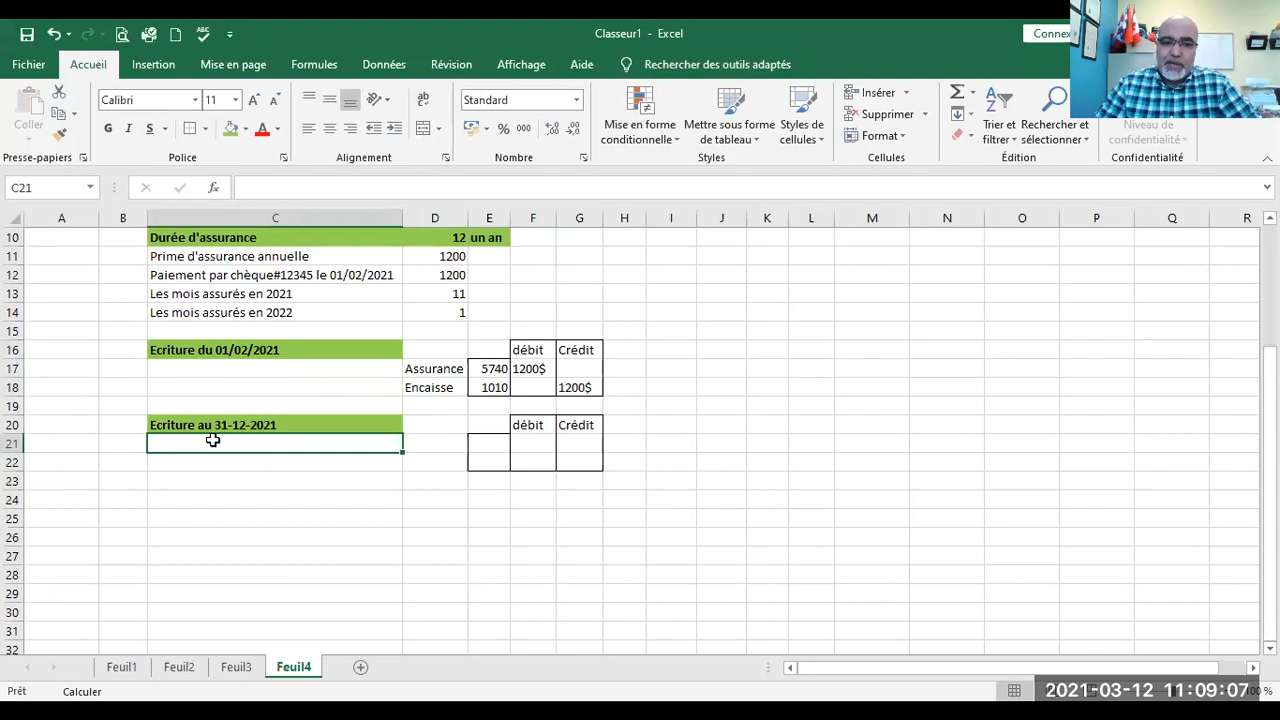 Classeur1 - Excel
Connex
Fichier Accueil Insertion Mise en page Formules Données Révision Affichage Aide Rechercher des outils adaptés
Coller
Calibri 11
G I S
Standard
% 000
Mise en forme conditionnelle
Mettre sous forme de tableau
Styles de cellules
Insérer
Supprimer
Format
Trier et filtrer
Rechercher et sélectionner
Niveau de confidentialité
Presse-papiers Police Alignement Nombre Styles Cellules Édition Confidentialité
C21 fx
A B C D E F G H I J K L M N O P Q R
10 Durée d'assurance 12 un an
11 Prime d'assurance annuelle 1200
12 Paiement par chèque#12345 le 01/02/2021 1200
13 Les mois assurés en 2021 11
14 Les mois assurés en 2022 1
15
16 Ecriture du 01/02/2021 débit Crédit
17 Assurance 5740 1200$
18 Encaisse 1010 1200$
19
20 Ecriture au 31-12-2021 débit Crédit
21
22
23
24
25
26
27
28
29
30
31
32
Feuil1 Feuil2 Feuil3 Feuil4
Prêt Calculer
2021-03-12 11:09:07